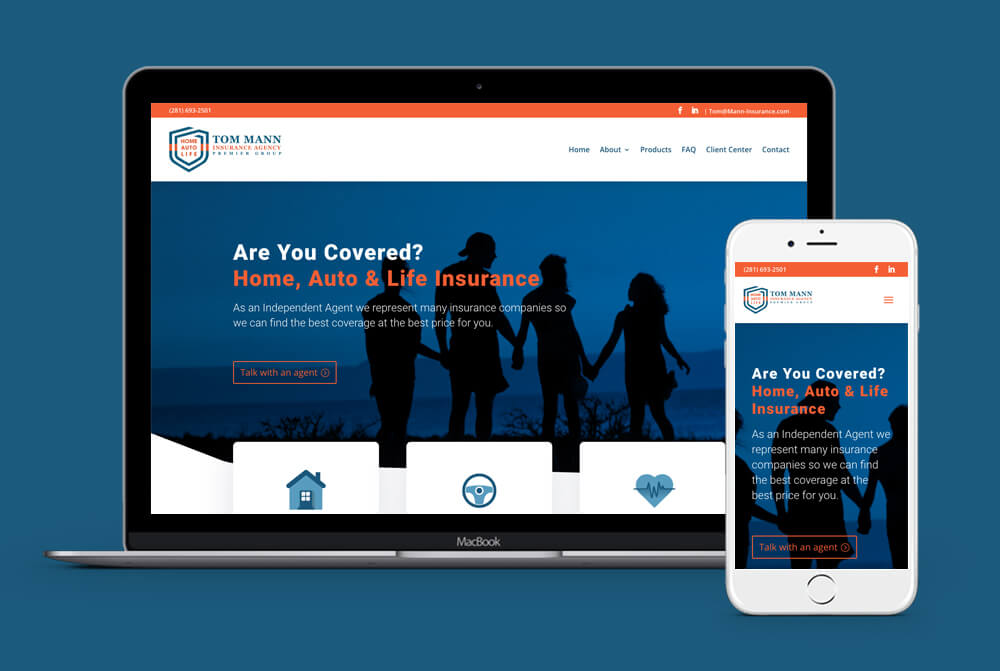 (281) 693-2501
| Tom@Mann-Insurance.com
HOME
AUTO
LIFE
TOM MANN
INSURANCE AGENCY
PREMIER GROUP
Home About Products FAQ Client Center Contact
Are You Covered?
Home, Auto & Life Insurance
As an Independent Agent we represent many insurance companies so
we can find the best coverage at the best price for you.
Talk with an agent
MacBook
(281) 693-2501
HOME
AUTO
LIFE
TOM MANN
INSURANCE AGENCY
PREMIER GROUP
Are You Covered?
Home, Auto & Life
Insurance
As an Independent Agent we
represent many insurance
companies so we can find
the best coverage at the
best price for you.
Talk with an agent